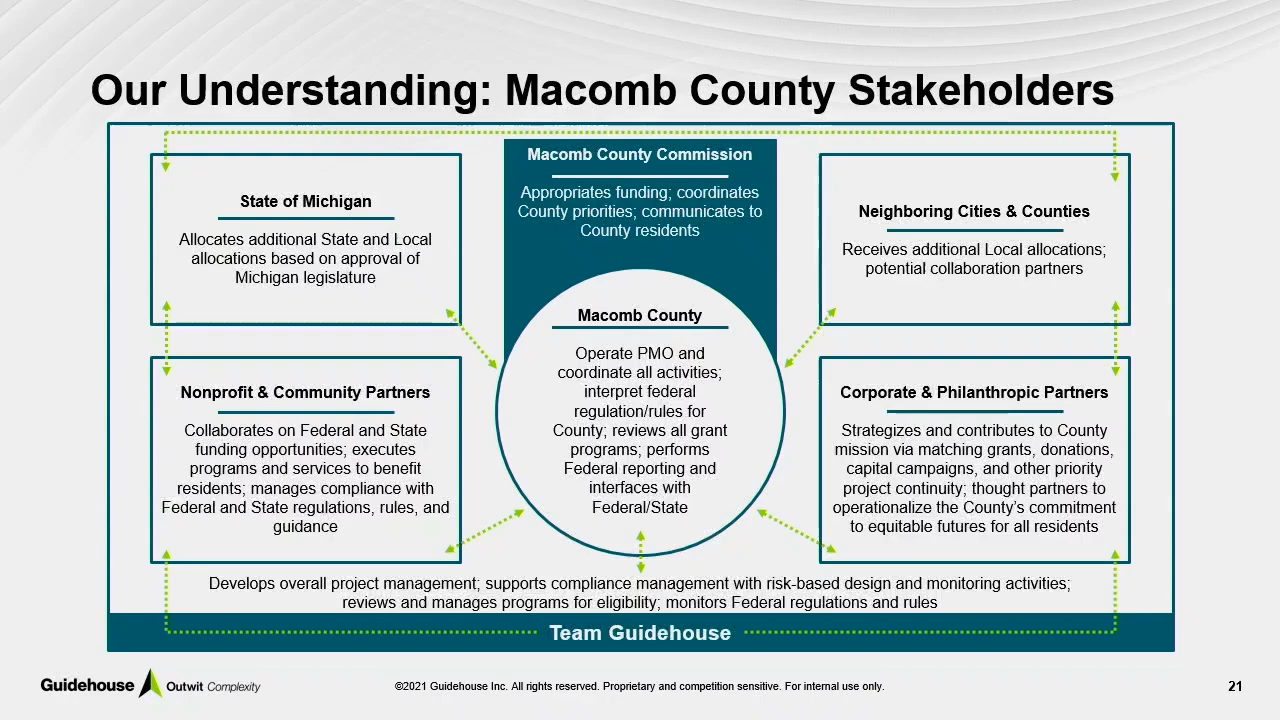 Our Understanding: Macomb County Stakeholders
State of Michigan
Allocates additional State and Local
allocations based on approval of
Michigan legislature
Macomb County Commission
Appropriates funding; coordinates
County priorities; communicates to
County residents
Neighboring Cities & Counties
Receives additional Local allocations;
potential collaboration partners
Macomb County
Operate PMO and
coordinate all activities;
interpret federal
regulation/rules for
County; reviews all grant
programs; performs
Federal reporting and
interfaces with
Federal/State
Nonprofit & Community Partners
Collaborates on Federal and State
funding opportunities; executes
programs and services to benefit
residents; manages compliance with
Federal and State regulations, rules, and
guidance
Corporate & Philanthropic Partners
Strategizes and contributes to County
mission via matching grants, donations,
capital campaigns, and other priority
project continuity; thought partners to
operationalize the County's commitment
to equitable futures for all residents
Develops overall project management; supports compliance management with risk-based design and monitoring activities;
reviews and manages programs for eligibility; monitors Federal regulations and rules
Team Guidehouse
Guidehouse Outwit Complexity
©2021 Guidehouse Inc. All rights reserved. Proprietary and competition sensitive. For internal use only.
21